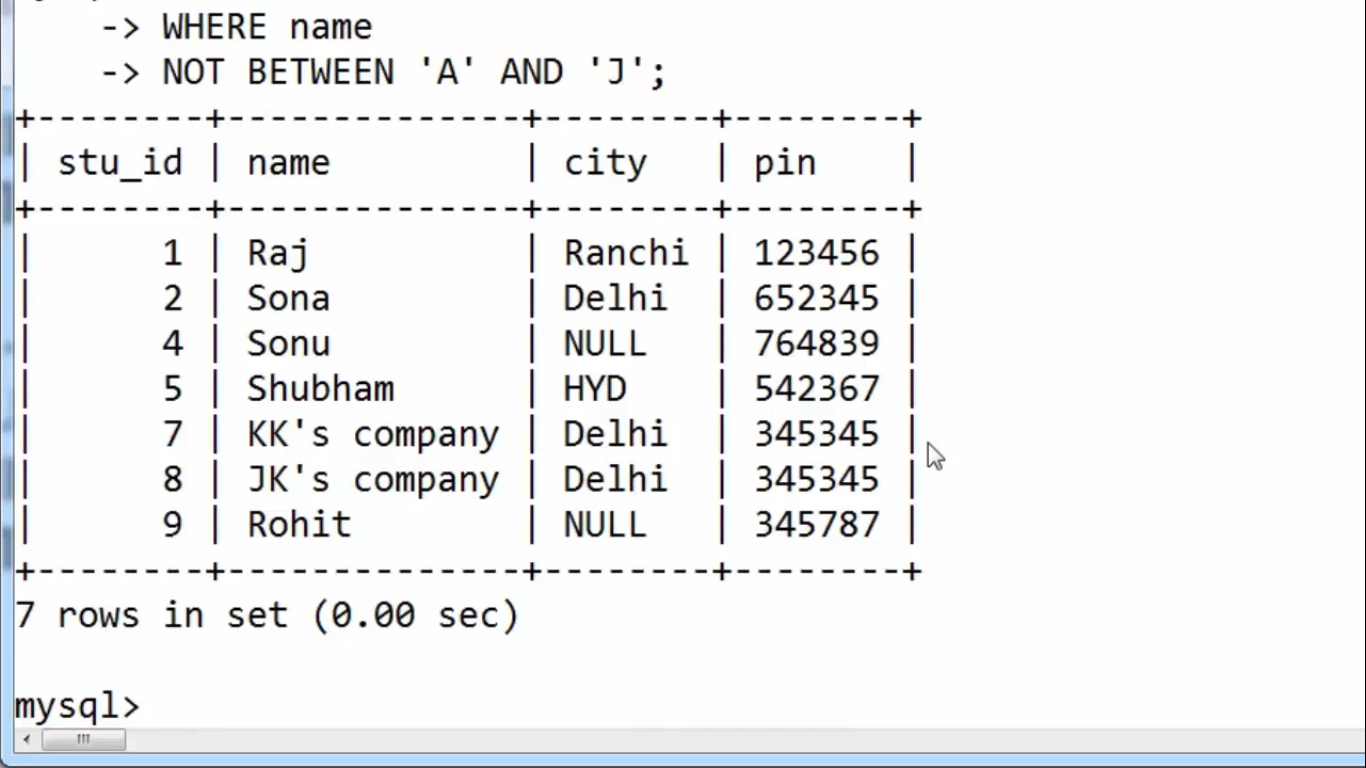 -> WHERE name
-> NOT BETWEEN 'A' AND 'J';
+--------+--------------+--------+--------+
| stu_id | name         | city   | pin    |
+--------+--------------+--------+--------+
|      1 | Raj          | Ranchi | 123456 |
|      2 | Sona         | Delhi  | 652345 |
|      4 | Sonu         | NULL   | 764839 |
|      5 | Shubham      | HYD    | 542367 |
|      7 | KK's company | Delhi  | 345345 |
|      8 | JK's company | Delhi  | 345345 |
|      9 | Rohit        | NULL   | 345787 |
+--------+--------------+--------+--------+
7 rows in set (0.00 sec)
mysql>